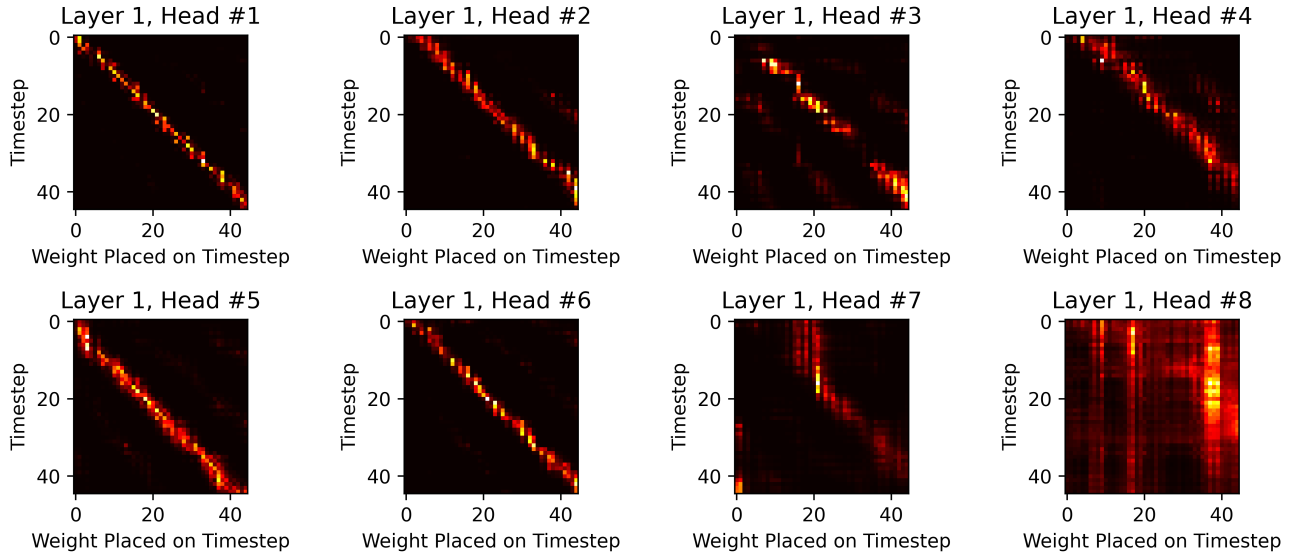 Layer 1, Head #1
Layer 1, Head #2
Layer 1, Head #3
Layer 1, Head #4
0
20
40
Timestep
0 20 40
Weight Placed on Timestep
0
20
40
Timestep
0 20 40
Weight Placed on Timestep
0
20
40
Timestep
0 20 40
Weight Placed on Timestep
0
20
40
Timestep
0 20 40
Weight Placed on Timestep
Layer 1, Head #5
Layer 1, Head #6
Layer 1, Head #7
Layer 1, Head #8
0
20
40
Timestep
0 20 40
Weight Placed on Timestep
0
20
40
Timestep
0 20 40
Weight Placed on Timestep
0
20
40
Timestep
0 20 40
Weight Placed on Timestep
0
20
40
Timestep
0 20 40
Weight Placed on Timestep